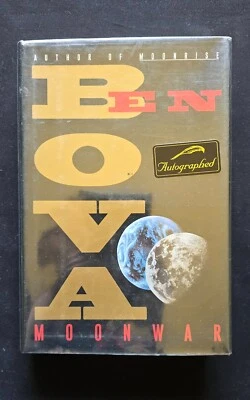 AUTHOR OF MOONRISE
BEN
BOVA
Autographed
MOONWAR